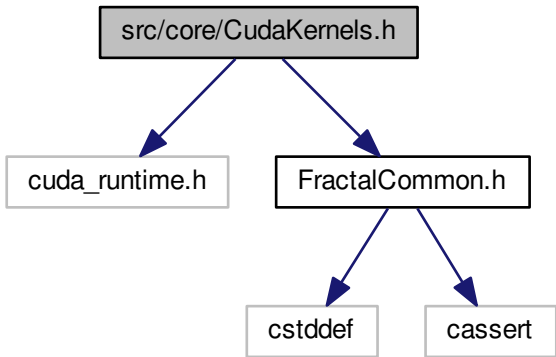 src/core/CudaKernels.h
cuda_runtime.h
FractalCommon.h
cstddef
cassert